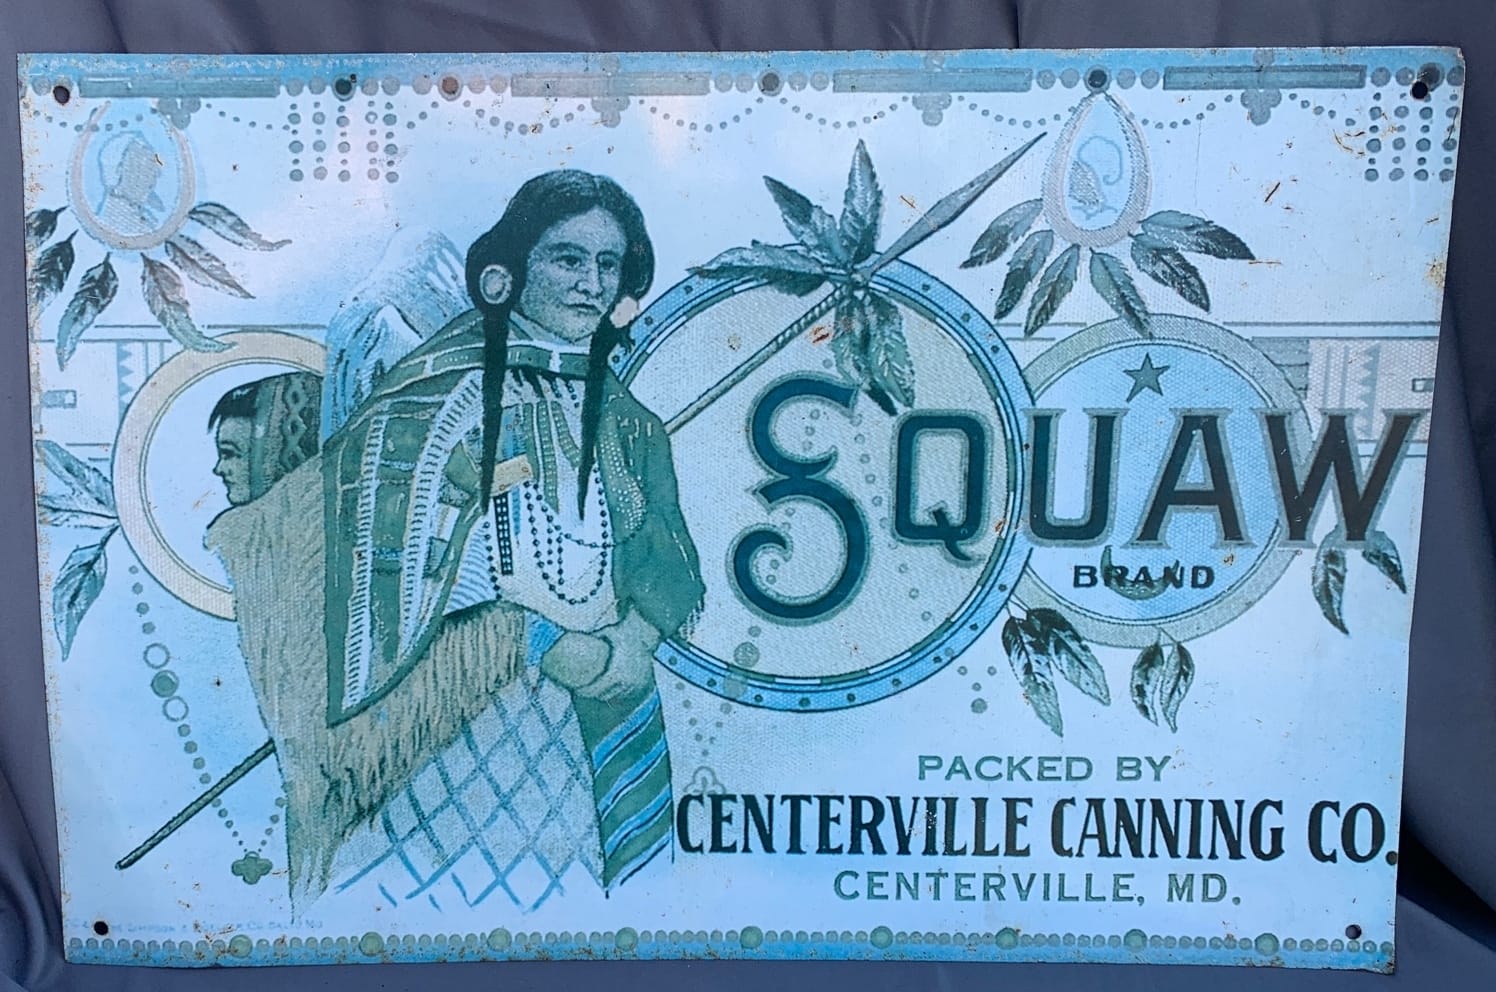 SQUAW
BRAND
PACKED BY
CENTERVILLE CANNING CO.
CENTERVILLE, MD.